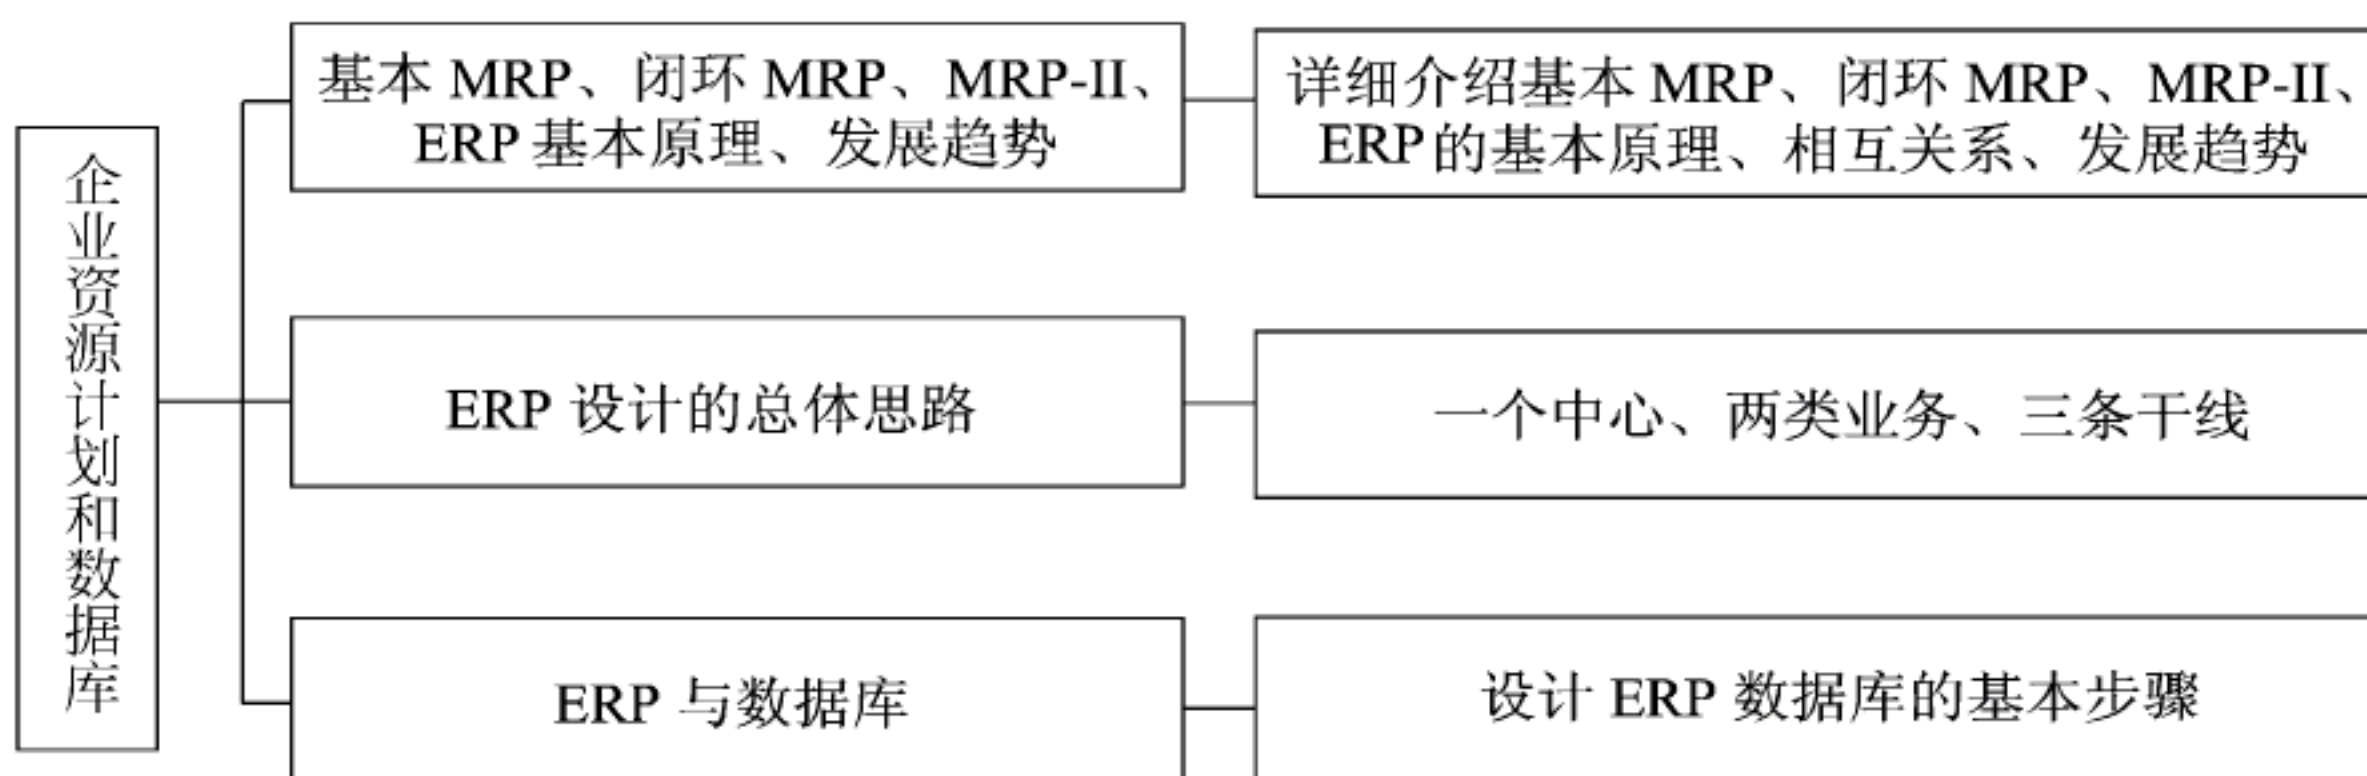 企业资源计划和数据库
基本 MRP、闭环 MRP、MRP-II、
ERP 基本原理、发展趋势
详细介绍基本 MRP、闭环 MRP、MRP-II、
ERP的基本原理、相互关系、发展趋势
ERP 设计的总体思路
一个中心、两类业务、三条干线
ERP 与数据库
设计 ERP 数据库的基本步骤